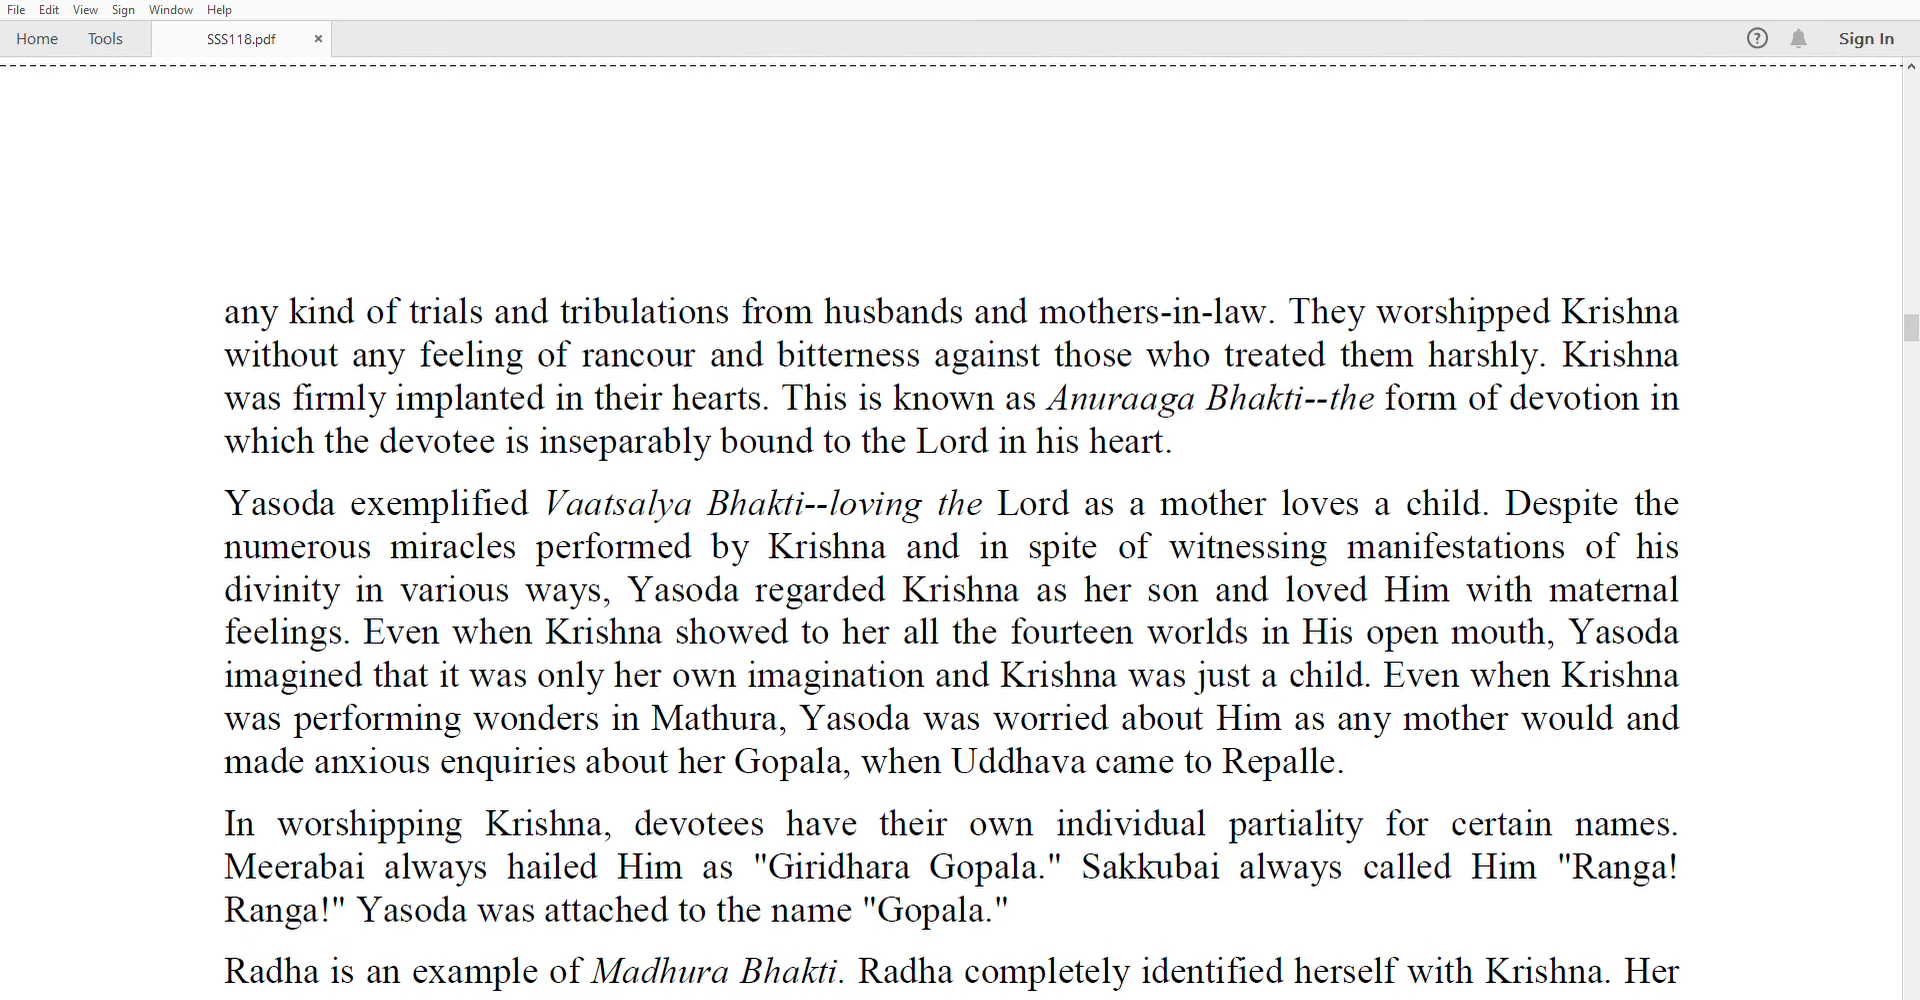 File Edit View Sign Window Help
Home Tools SSS118.pdf × ? Sign In
any kind of trials and tribulations from husbands and mothers-in-law. They worshipped Krishna
without any feeling of rancour and bitterness against those who treated them harshly. Krishna
was firmly implanted in their hearts. This is known as Anuraaga Bhakti--the form of devotion in
which the devotee is inseparably bound to the Lord in his heart.
Yasoda exemplified Vaatsalya Bhakti--loving the Lord as a mother loves a child. Despite the
numerous miracles performed by Krishna and in spite of witnessing manifestations of his
divinity in various ways, Yasoda regarded Krishna as her son and loved Him with maternal
feelings. Even when Krishna showed to her all the fourteen worlds in His open mouth, Yasoda
imagined that it was only her own imagination and Krishna was just a child. Even when Krishna
was performing wonders in Mathura, Yasoda was worried about Him as any mother would and
made anxious enquiries about her Gopala, when Uddhava came to Repalle.
In worshipping Krishna, devotees have their own individual partiality for certain names.
Meerabai always hailed Him as "Giridhara Gopala." Sakkubai always called Him "Ranga!
Ranga!" Yasoda was attached to the name "Gopala."
Radha is an example of Madhura Bhakti. Radha completely identified herself with Krishna. Her